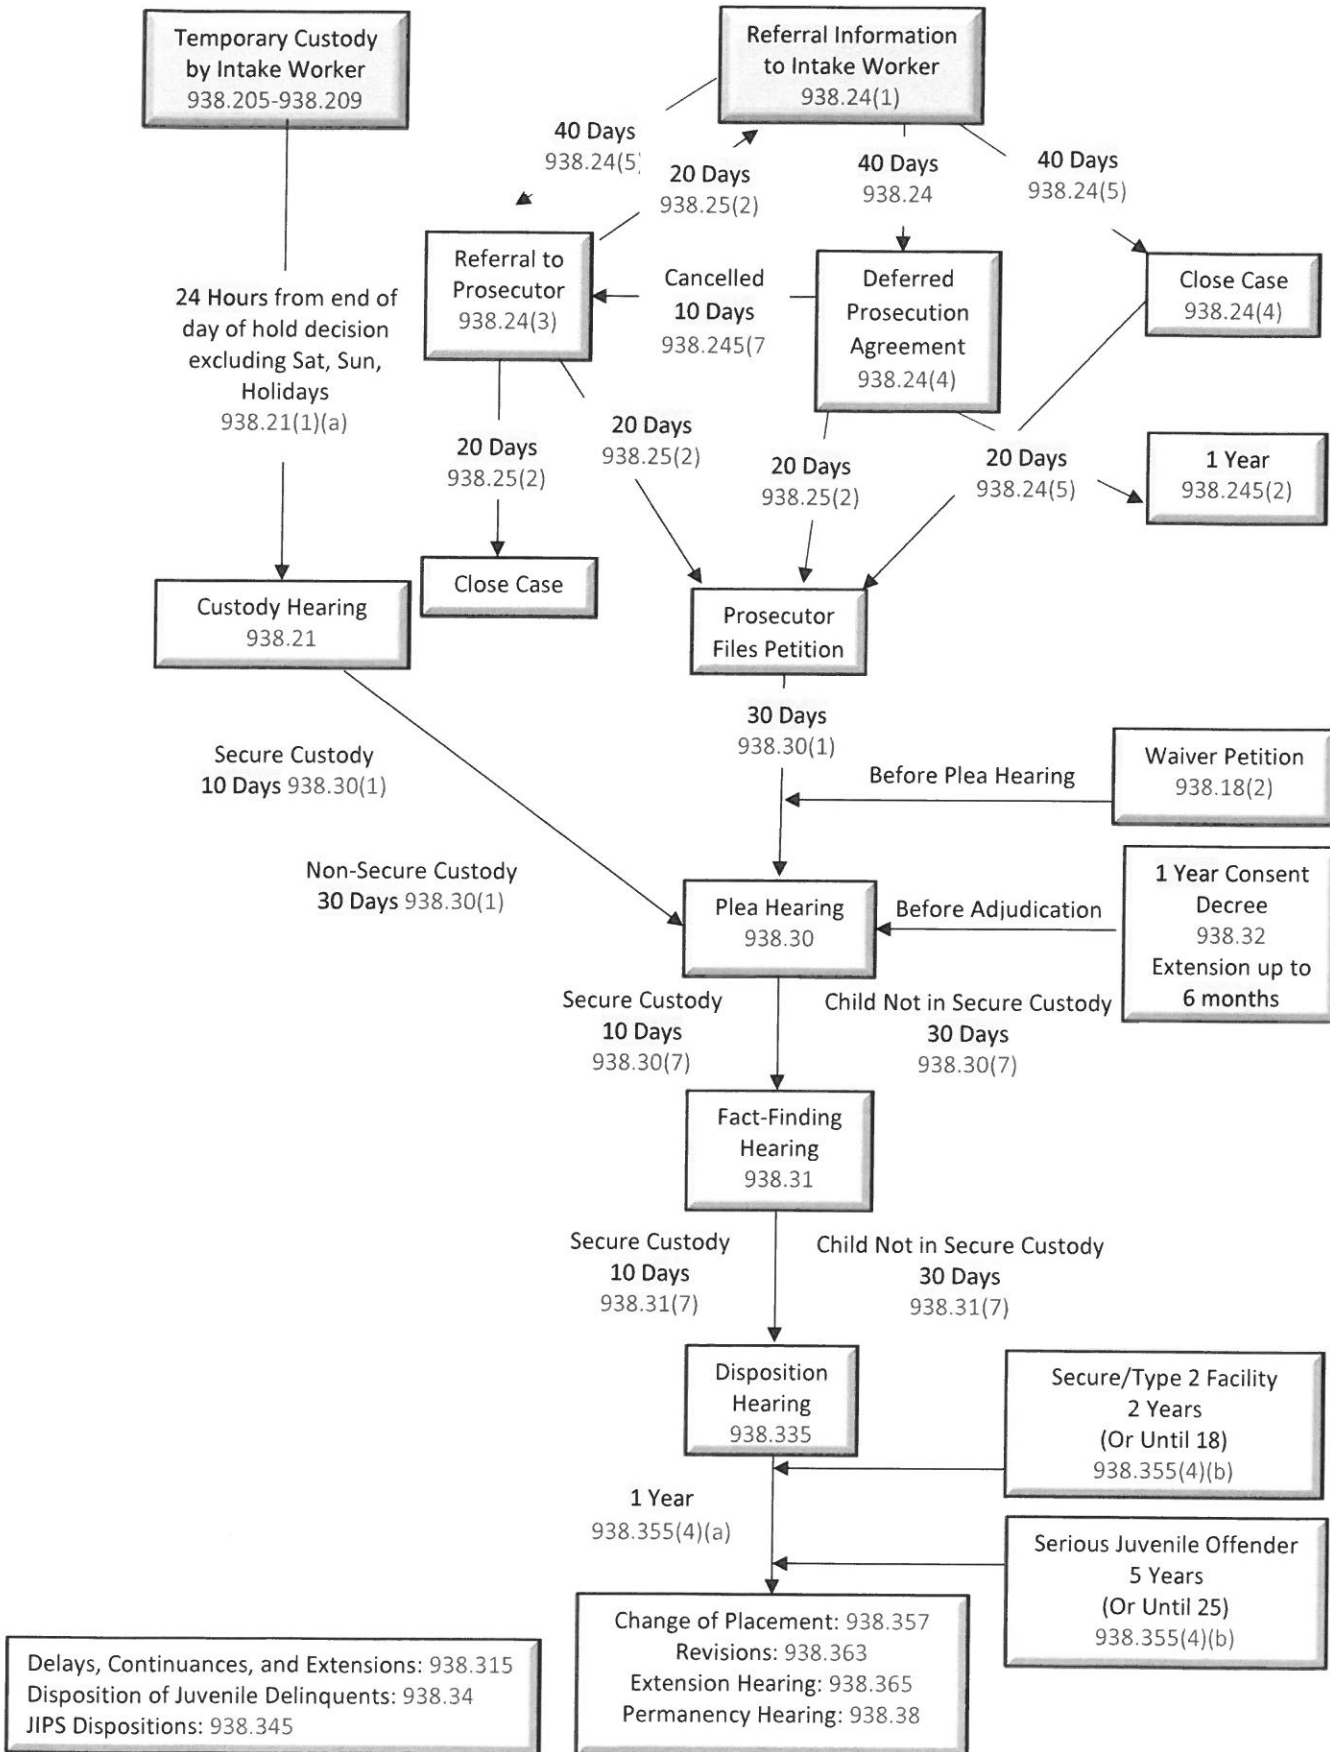 Temporary Custody
by Intake Worker
938.205-938.209
Referral Information
to Intake Worker
938.24(1)
40 Days
938.24(5)
20 Days
938.25(2)
40 Days
938.24
40 Days
938.24(5)
24 Hours from end of
day of hold decision
excluding Sat, Sun,
Holidays
938.21(1)(a)
Referral to
Prosecutor
938.24(3)
Cancelled
10 Days
938.245(7
Deferred
Prosecution
Agreement
938.24(4)
Close Case
938.24(4)
20 Days
938.25(2)
20 Days
938.25(2)
20 Days
938.25(2)
20 Days
938.24(5)
1 Year
938.245(2)
Custody Hearing
938.21
Close Case
Prosecutor
Files Petition
30 Days
938.30(1)
Secure Custody
10 Days 938.30(1)
Before Plea Hearing
Waiver Petition
938.18(2)
Non-Secure Custody
30 Days 938.30(1)
Plea Hearing
938.30
Before Adjudication
1 Year Consent
Decree
938.32
Extension up to
6 months
Secure Custody
10 Days
938.30(7)
Child Not in Secure Custody
30 Days
938.30(7)
Fact-Finding
Hearing
938.31
Secure Custody
10 Days
938.31(7)
Child Not in Secure Custody
30 Days
938.31(7)
Disposition
Hearing
938.335
Secure/Type 2 Facility
2 Years
(Or Until 18)
938.355(4)(b)
1 Year
938.355(4)(a)
Serious Juvenile Offender
5 Years
(Or Until 25)
938.355(4)(b)
Change of Placement: 938.357
Revisions: 938.363
Extension Hearing: 938.365
Permanency Hearing: 938.38
Delays, Continuances, and Extensions: 938.315
Disposition of Juvenile Delinquents: 938.34
JIPS Dispositions: 938.345